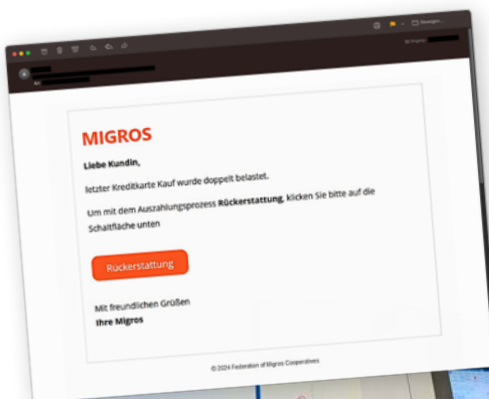 MIGROS
Liebe Kundin,
letzter Kreditkarte Kauf wurde doppelt belastet.
Um mit dem Auszahlungsprozess Rückerstattung, klicken Sie bitte auf die
Schaltfläche unten
Rückerstattung
Mit freundlichen Grüßen
Ihre Migros
© 2024 Federation of Migros Cooperatives